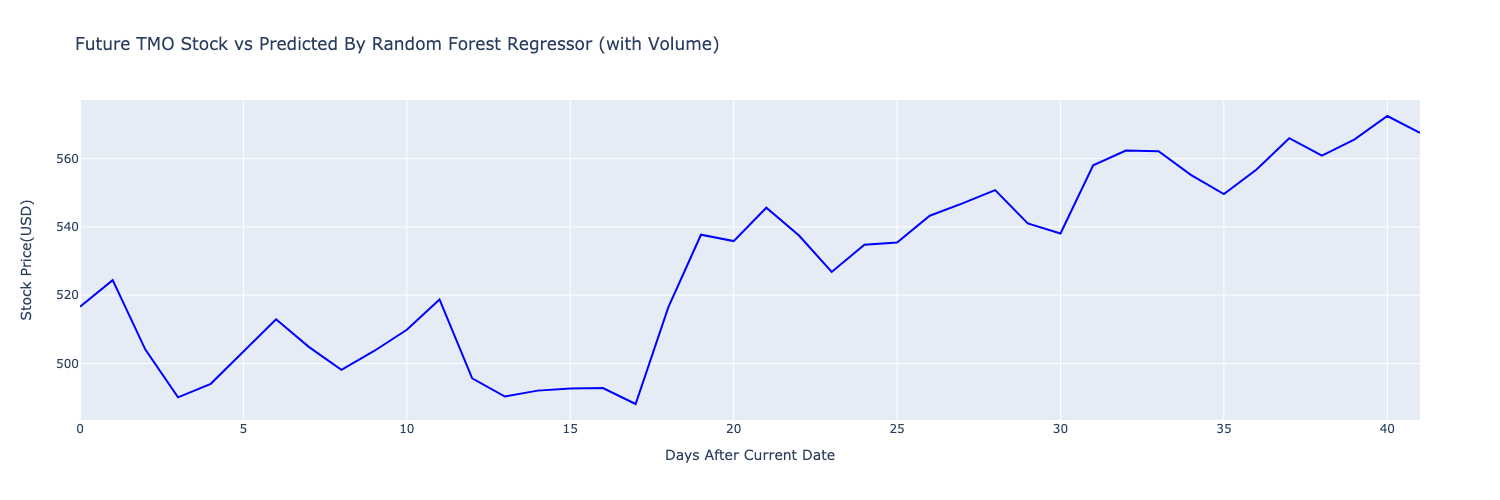 Future TMO Stock vs Predicted By Random Forest Regressor (with Volume)
Stock Price(USD)
560
540
520
500
0 5 10 15 20 25 30 35 40
Days After Current Date